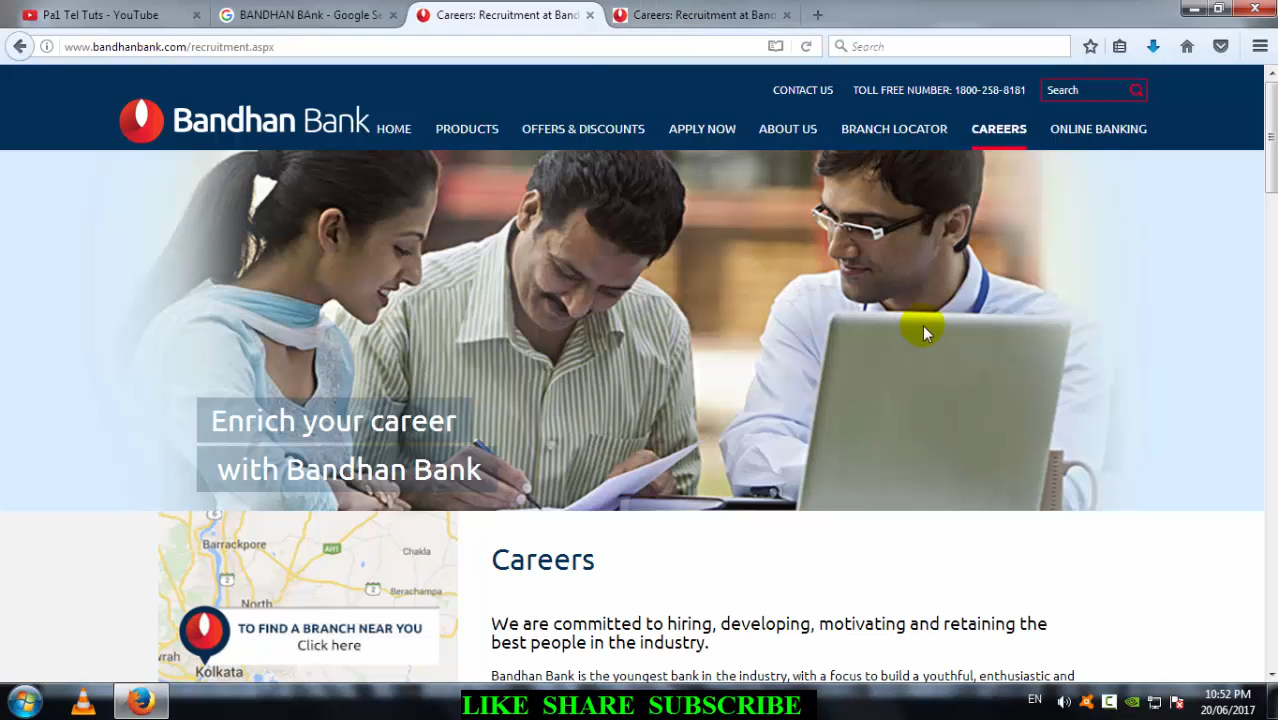 Pa1 Tel Tuts - YouTube
BANDHAN BAnk - Google Se
Careers: Recruitment at Band
Careers: Recruitment at Band
www.bandhanbank.com/recruitment.aspx
Search
CONTACT US
TOLL FREE NUMBER: 1800-258-8181
Search
Bandhan Bank
HOME
PRODUCTS
OFFERS & DISCOUNTS
APPLY NOW
ABOUT US
BRANCH LOCATOR
CAREERS
ONLINE BANKING
Enrich your career
with Bandhan Bank
Barrackpore
AH1
Chakla
2
2
Berachampa
North
TO FIND A BRANCH NEAR YOU
Click here
Kolkata
Careers
We are committed to hiring, developing, motivating and retaining the
best people in the industry.
Bandhan Bank is the youngest bank in the industry, with a focus to build a youthful, enthusiastic and
LIKE SHARE SUBSCRIBE
EN
10:52 PM
20/06/2017